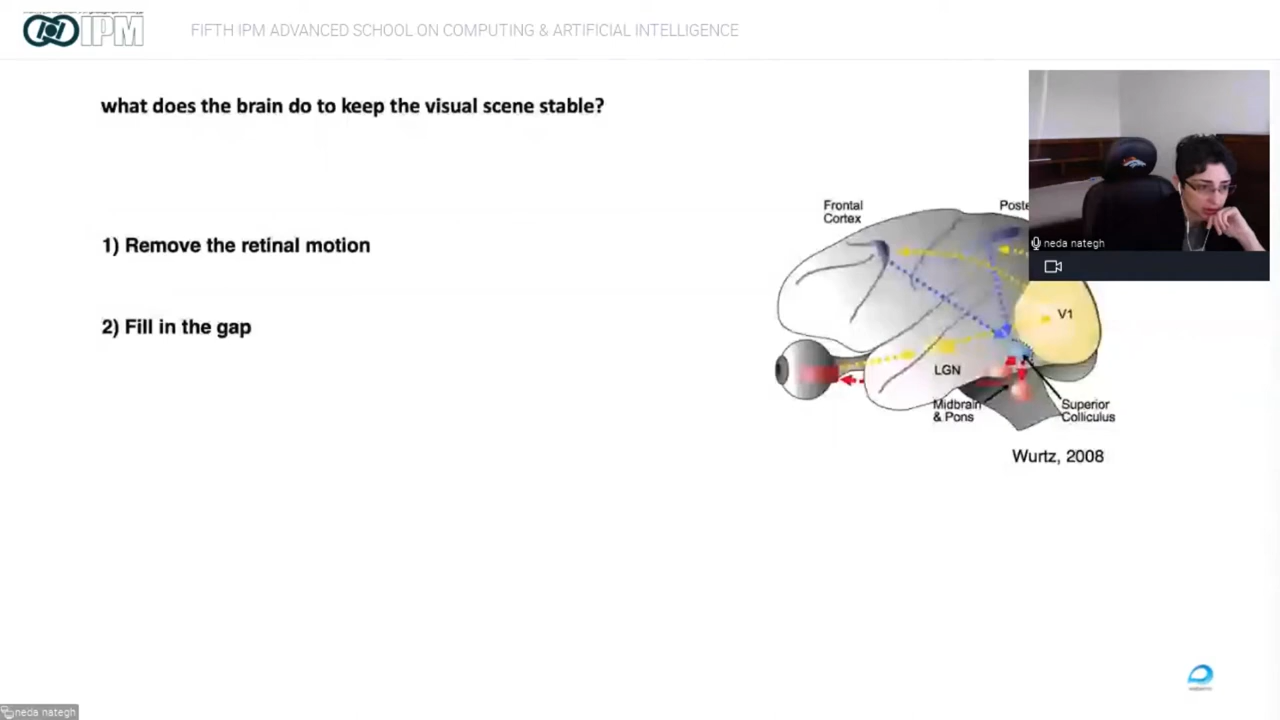 IPM
FIFTH IPM ADVANCED SCHOOL ON COMPUTING & ARTIFICIAL INTELLIGENCE
what does the brain do to keep the visual scene stable?
1) Remove the retinal motion
2) Fill in the gap
Frontal
Cortex
Poste
V1
LGN
Midbrain
& Pons
Superior
Colliculus
Wurtz, 2008
neda nategh
neda nategh